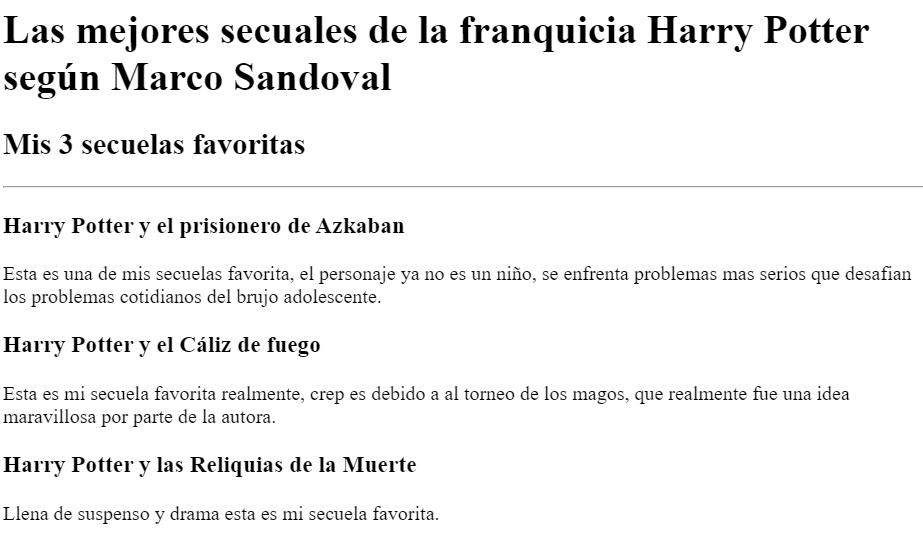 Las mejores secuales de la franquicia Harry Potter
según Marco Sandoval
Mis 3 secuelas favoritas
Harry Potter y el prisionero de Azkaban
Esta es una de mis secuelas favorita, el personaje ya no es un niño, se enfrenta problemas mas serios que desafian
los problemas cotidianos del brujo adolescente.
Harry Potter y el Cáliz de fuego
Esta es mi secuela favorita realmente, crep es debido a al torneo de los magos, que realmente fue una idea
maravillosa por parte de la autora.
Harry Potter y las Reliquias de la Muerte
Llena de suspenso y drama esta es mi secuela favorita.